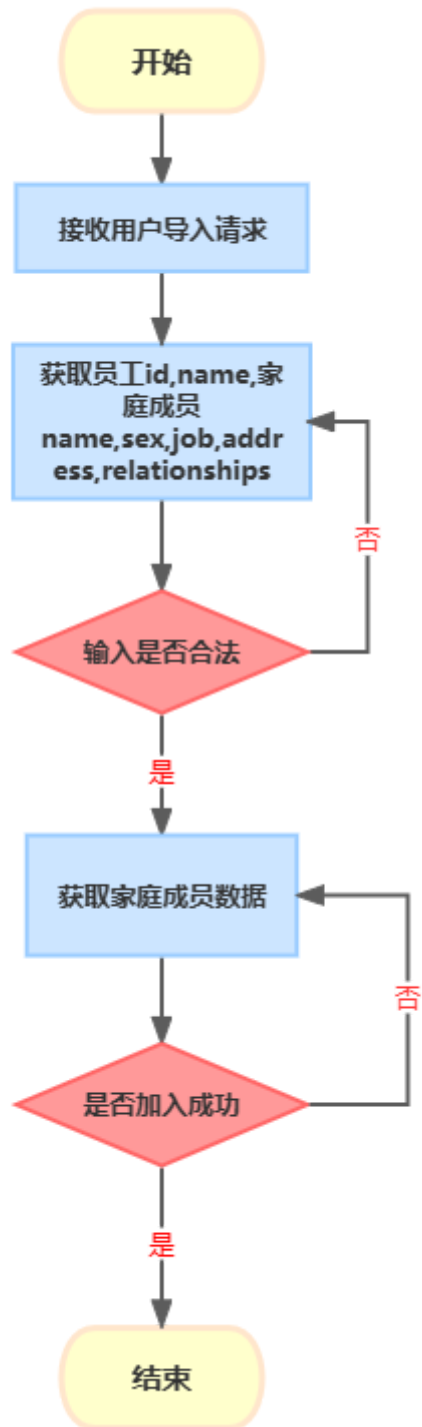 开始
接收用户导入请求
获取员工id,name,家
庭成员
name,sex,job,addr
ess,relationships
否
输入是否合法
是
获取家庭成员数据
否
是否加入成功
是
结束